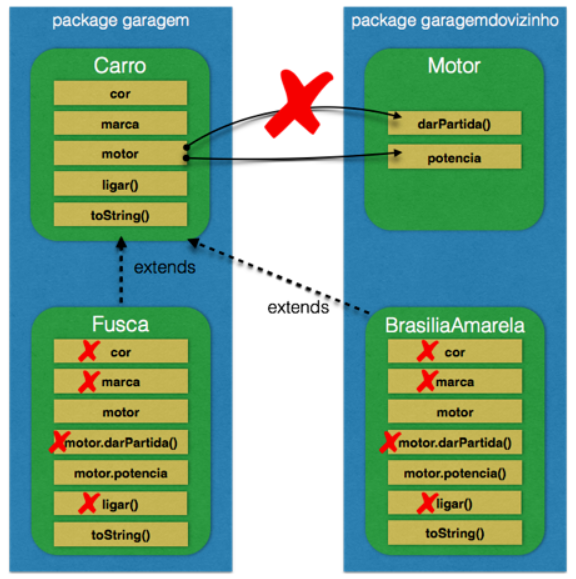 package garagem
Carro
cor
marca
motor
ligar()
toString()
package garagemdovizinho
Motor
darPartida()
potencia
extends
extends
Fusca
cor
marca
motor
motor.darPartida()
motor.potencia
ligar()
toString()
BrasiliaAmarela
cor
marca
motor
motor.darPartida()
motor.potencia()
ligar()
toString()